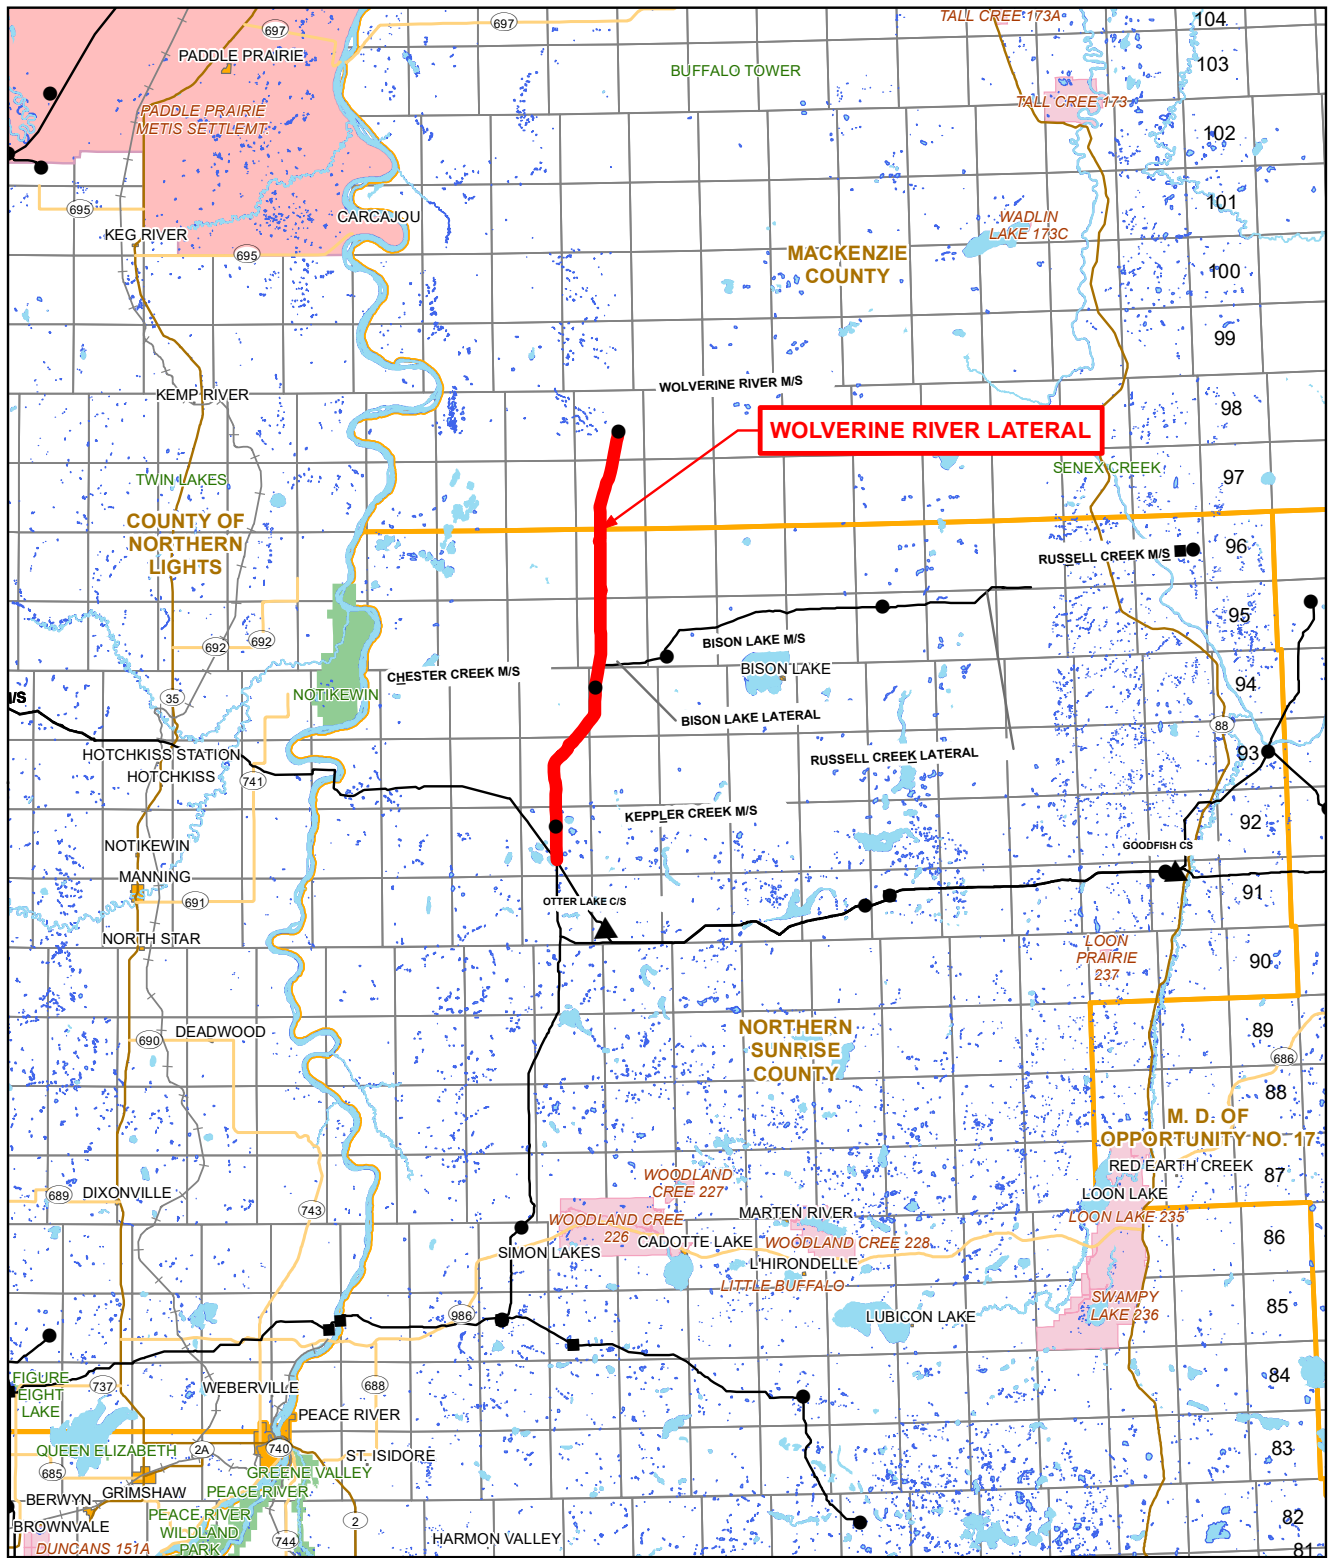 TALL CREE 173A
104
697
697
PADDLE PRAIRIE
BUFFALO TOWER
103
PADDLE PRAIRIE
METIS SETTLEMT.
TALL CREE 173
102
695
CARCAJOU
101
WADLIN
LAKE 173C
KEG RIVER
695
MACKENZIE
COUNTY
100
99
WOLVERINE RIVER M/S
KEMP RIVER
98
WOLVERINE RIVER LATERAL
SENEX CREEK
97
TWIN LAKES
COUNTY OF
NORTHERN
LIGHTS
RUSSELL CREEK M/S
96
95
692
692
BISON LAKE M/S
BISON LAKE
CHESTER CREEK M/S
94
NOTIKEWIN
35
I/S
BISON LAKE LATERAL
88
HOTCHKISS STATION
HOTCHKISS
741
RUSSELL CREEK LATERAL
93
KEPPLER CREEK M/S
92
NOTIKEWIN
GOODFISH CS
MANNING
691
OTTER LAKE C/S
91
NORTH STAR
LOON
PRAIRIE
237
90
DEADWOOD
690
NORTHERN
SUNRISE
COUNTY
89
686
88
M. D. OF
OPPORTUNITY NO. 17
RED EARTH CREEK
87
WOODLAND
CREE 227
689
DIXONVILLE
743
LOON LAKE
LOON LAKE 235
MARTEN RIVER
WOODLAND CREE
226
CADOTTE LAKE
WOODLAND CREE 228
86
SIMON LAKES
L'HIRONDELLE
LITTLE BUFFALO
SWAMPY
LAKE 236
85
986
LUBICON LAKE
FIGURE
EIGHT
LAKE
737
WEBERVILLE
688
84
PEACE RIVER
QUEEN ELIZABETH
2A
740
ST. ISIDORE
83
685
GREENE VALLEY
BERWYN
GRIMSHAW
PEACE RIVER
BROWNVALE
PEACE RIVER
WILDLAND
PARK
2
82
DUNCANS 151A
744
HARMON VALLEY
81